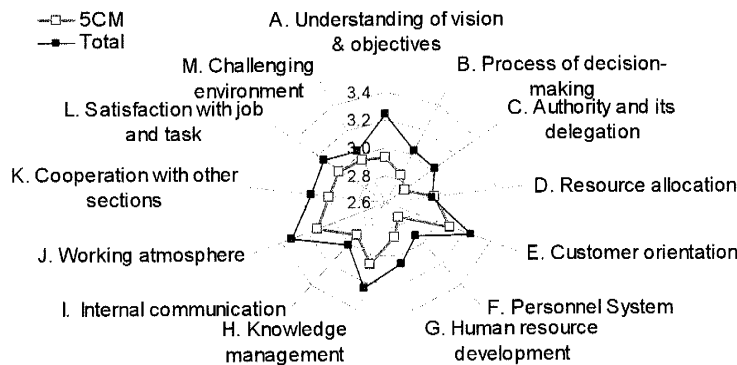 5CM
Total
A. Understanding of vision
& objectives
B. Process of decision-
making
C. Authority and its
delegation
D. Resource allocation
E. Customer orientation
F. Personnel System
G. Human resource
development
H. Knowledge
management
I. Internal communication
J. Working atmosphere
K. Cooperation with other
sections
L. Satisfaction with job
and task
M. Challenging
environment
3.4
3.2
3.0
2.8
2.6